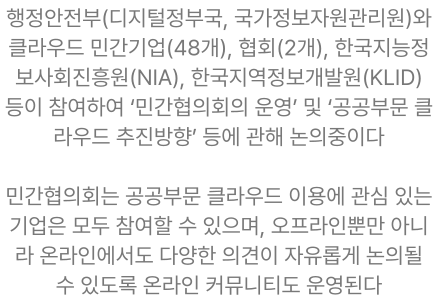 행정안전부(디지털정부국, 국가정보자원관리원)와
클라우드 민간기업(48개), 협회(2개), 한국지능정
보사회진흥원(NIA), 한국지역정보개발원(KLID)
등이 참여하여 ‘민간협의회의 운영’ 및 ‘공공부문 클
라우드 추진방향’ 등에 관해 논의중이다
민간협의회는 공공부문 클라우드 이용에 관심 있는
기업은 모두 참여할 수 있으며, 오프라인뿐만 아니
라 온라인에서도 다양한 의견이 자유롭게 논의될
수 있도록 온라인 커뮤니티도 운영된다